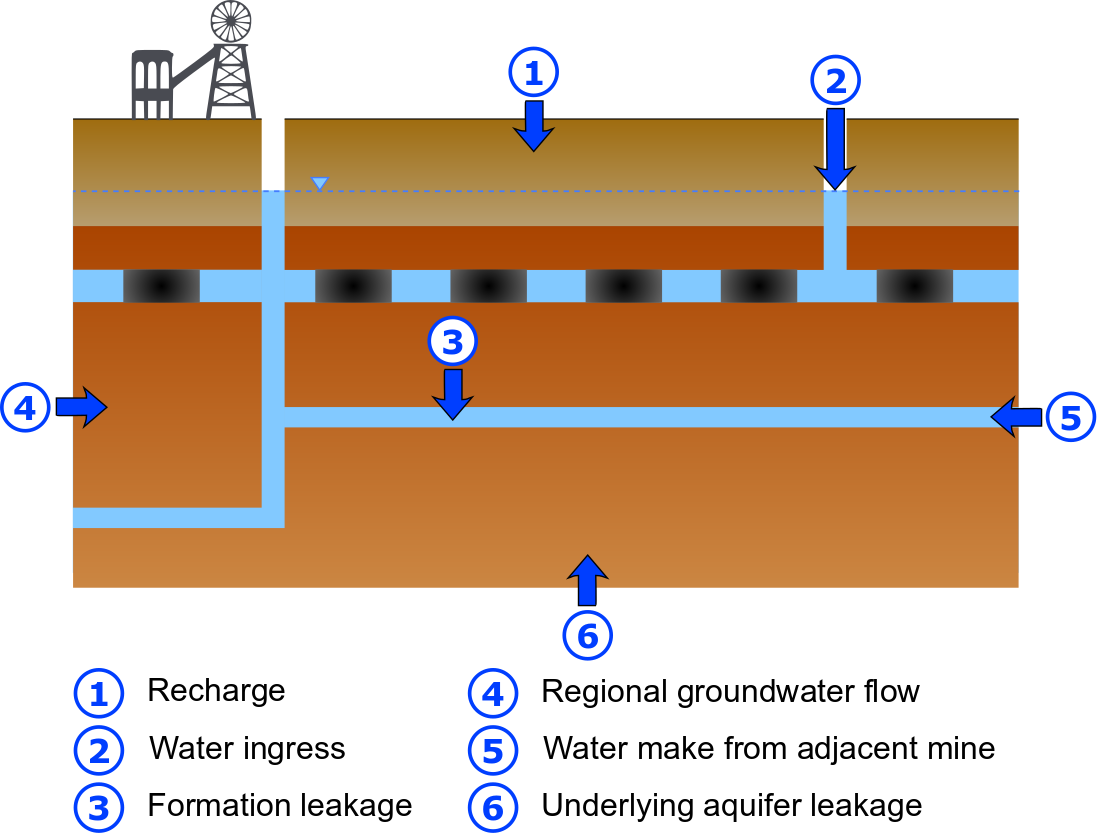 1
2
3
4
5
6
1 Recharge
2 Water ingress
3 Formation leakage
4 Regional groundwater flow
5 Water make from adjacent mine
6 Underlying aquifer leakage